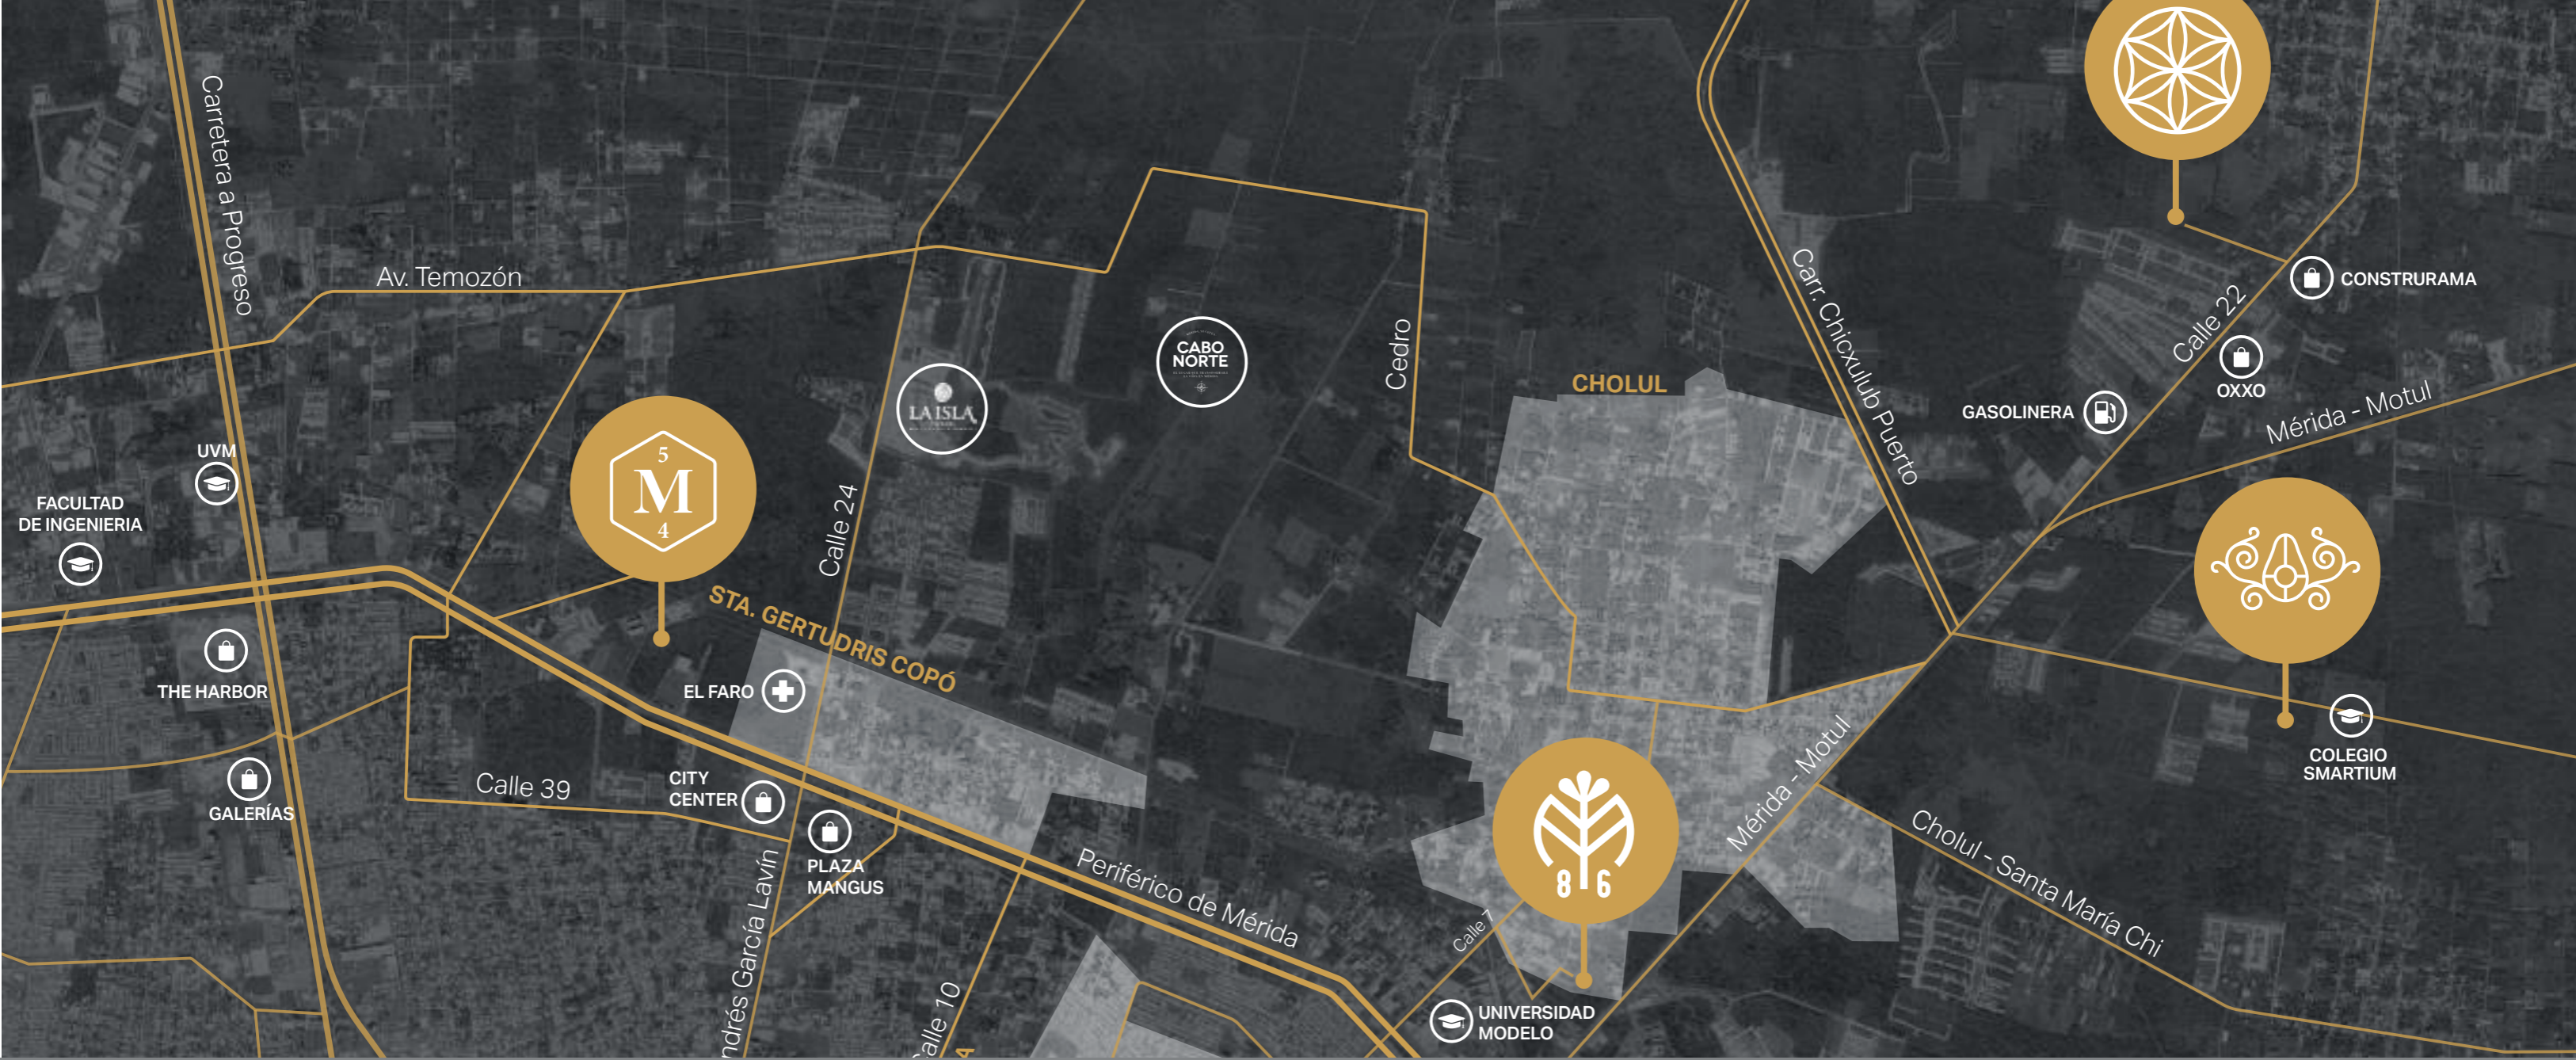 Carretera a Progreso
Av. Temozón
CONSTRURAMA
Calle 22
Carr. Chicxulub Puerto
CABO
NORTE
Cedro
OXXO
CHOLUL
LA ISLA
GASOLINERA
Mérida - Motul
UVM
5
M
4
FACULTAD
DE INGENIERIA
Calle 24
STA. GERTUDRIS COPÓ
THE HARBOR
EL FARO
COLEGIO
SMARTIUM
Calle 39
CITY
CENTER
GALERÍAS
Mérida - Motul
PLAZA
MANGUS
Periférico de Mérida
8 6
Cholul - Santa María Chi
Calle 7
ndrés García Lavín
Calle 10
UNIVERSIDAD
MODELO
A